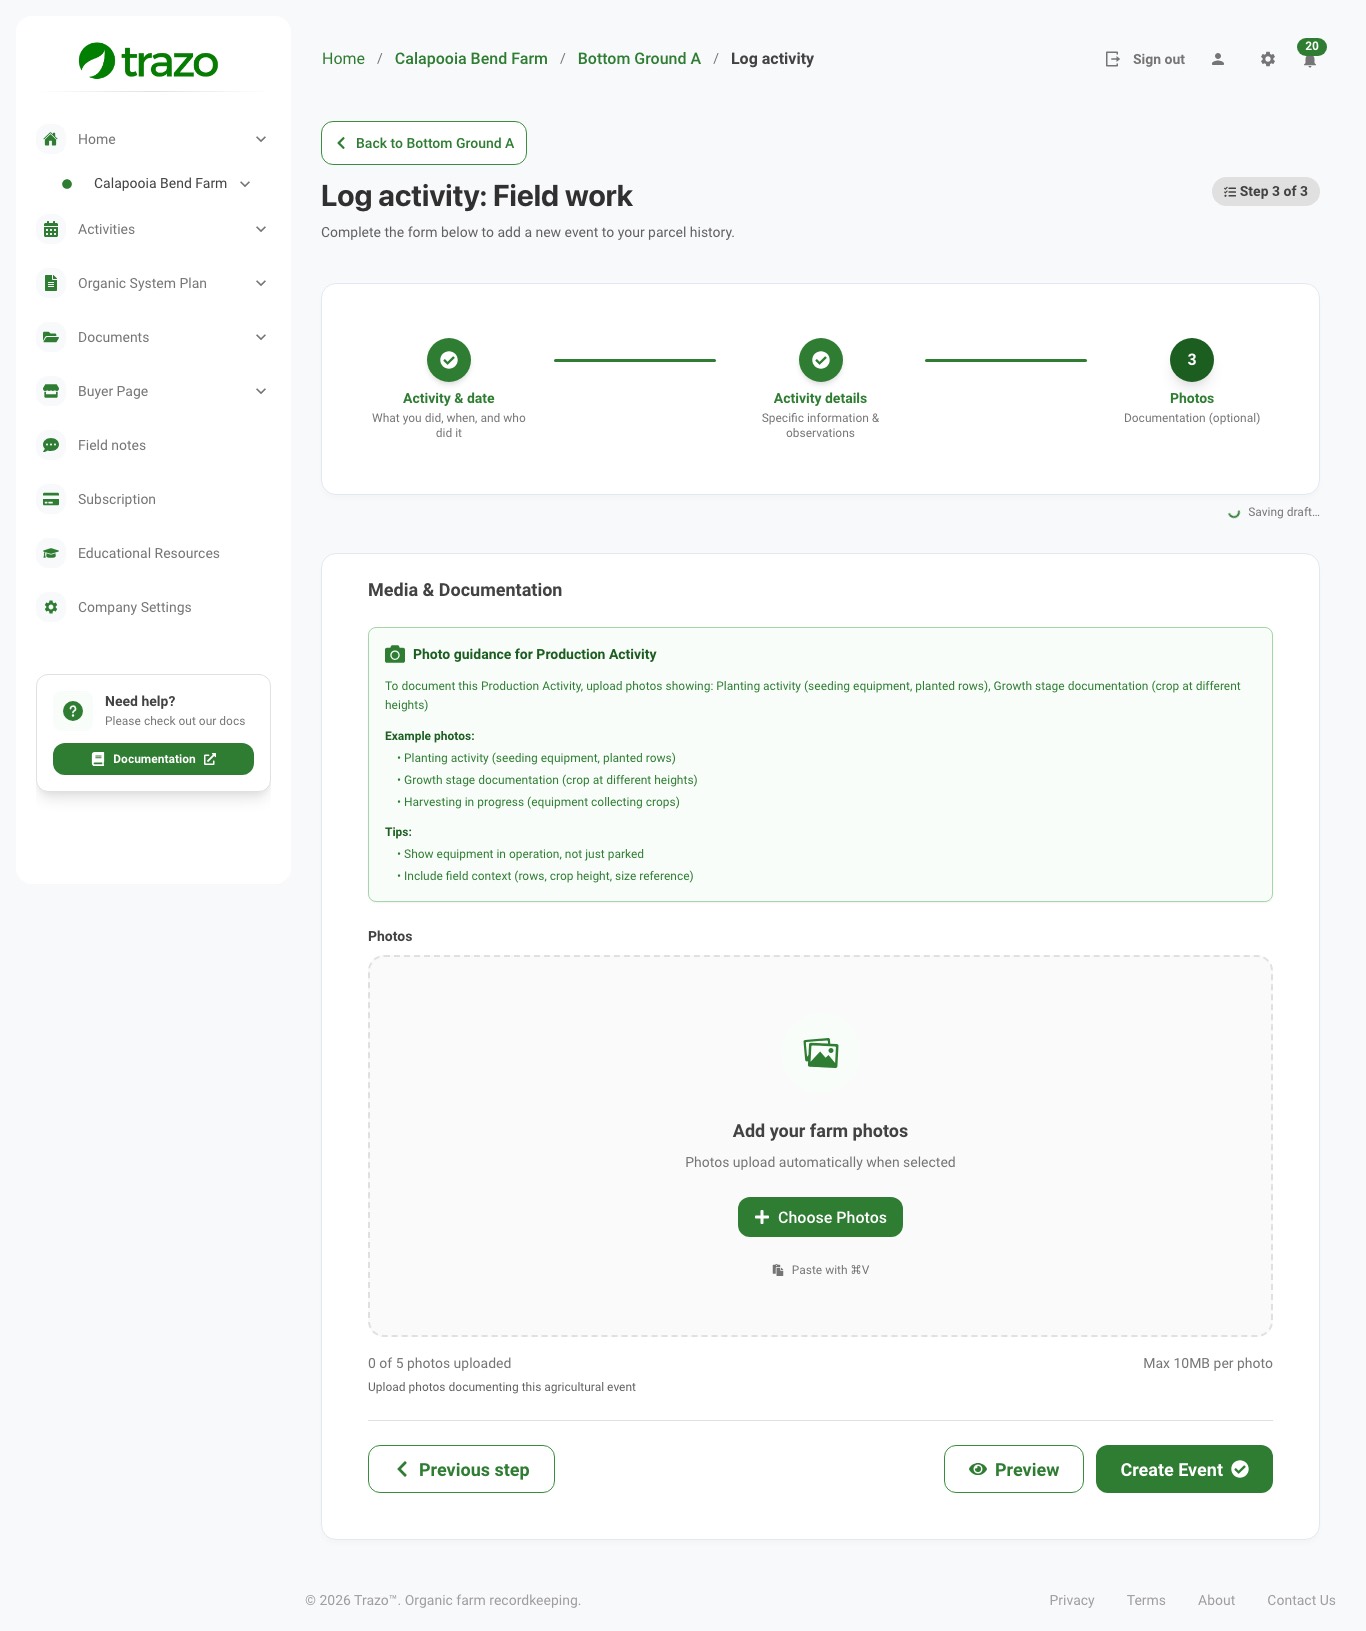 trazo
Home
Calapooia Bend Farm
Activities
Organic System Plan
Documents
Buyer Page
Field notes
Subscription
Educational Resources
Company Settings
Need help?
Please check out our docs
Documentation
Home / Calapooia Bend Farm / Bottom Ground A / Log activity
Sign out
20
Back to Bottom Ground A
Log activity: Field work
Step 3 of 3
Complete the form below to add a new event to your parcel history.
Activity & date
What you did, when, and who
did it
Activity details
Specific information &
observations
3
Photos
Documentation (optional)
Saving draft...
Media & Documentation
Photo guidance for Production Activity
To document this Production Activity, upload photos showing: Planting activity (seeding equipment, planted rows), Growth stage documentation (crop at different
heights)
Example photos:
• Planting activity (seeding equipment, planted rows)
• Growth stage documentation (crop at different heights)
• Harvesting in progress (equipment collecting crops)
Tips:
• Show equipment in operation, not just parked
• Include field context (rows, crop height, size reference)
Photos
Add your farm photos
Photos upload automatically when selected
Choose Photos
Paste with ⌘V
0 of 5 photos uploaded
Max 10MB per photo
Upload photos documenting this agricultural event
Previous step
Preview
Create Event
© 2026 Trazo™. Organic farm recordkeeping.
Privacy
Terms
About
Contact Us